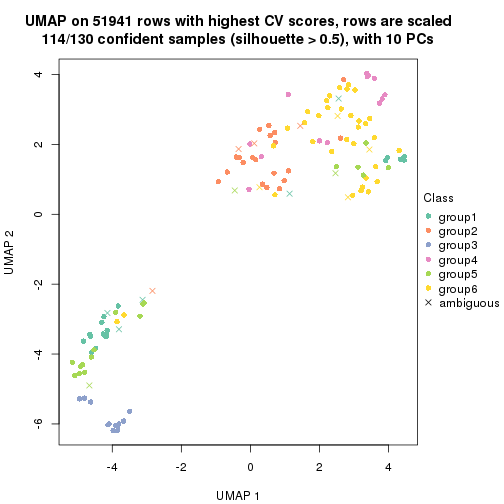 UMAP on 51941 rows with highest CV scores, rows are scaled
114/130 confident samples (silhouette > 0.5), with 10 PCs
4
2
0
-2
-4
-6
UMAP 2
-4
-2
0
2
4
UMAP 1
Class
group1
group2
group3
group4
group5
group6
ambiguous